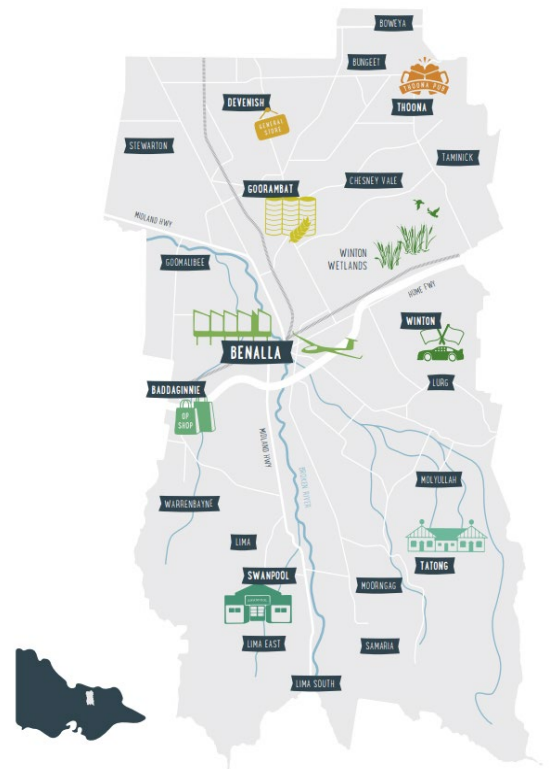 BOWEYA
BUNGEET
THOONA PUB
THOONA
DEVENISH
GENERAL
STORE
STEWARTON
TAMINICK
CHESNEY VALE
GOORAMBAT
MIDLAND HWY
WINTON
WETLANDS
GOOMALIBEE
HUME FWY
WINTON
BENALLA
LURG
BADDAGINNIE
OP
SHOP
MIDLAND HWY
BROKEN RIVER
MOLYULLAH
WARRENBAYNE
LIMA
TATONG
SWANPOOL
MOORNGAG
SWANPOOL
LIMA EAST
SAMARIA
LIMA SOUTH